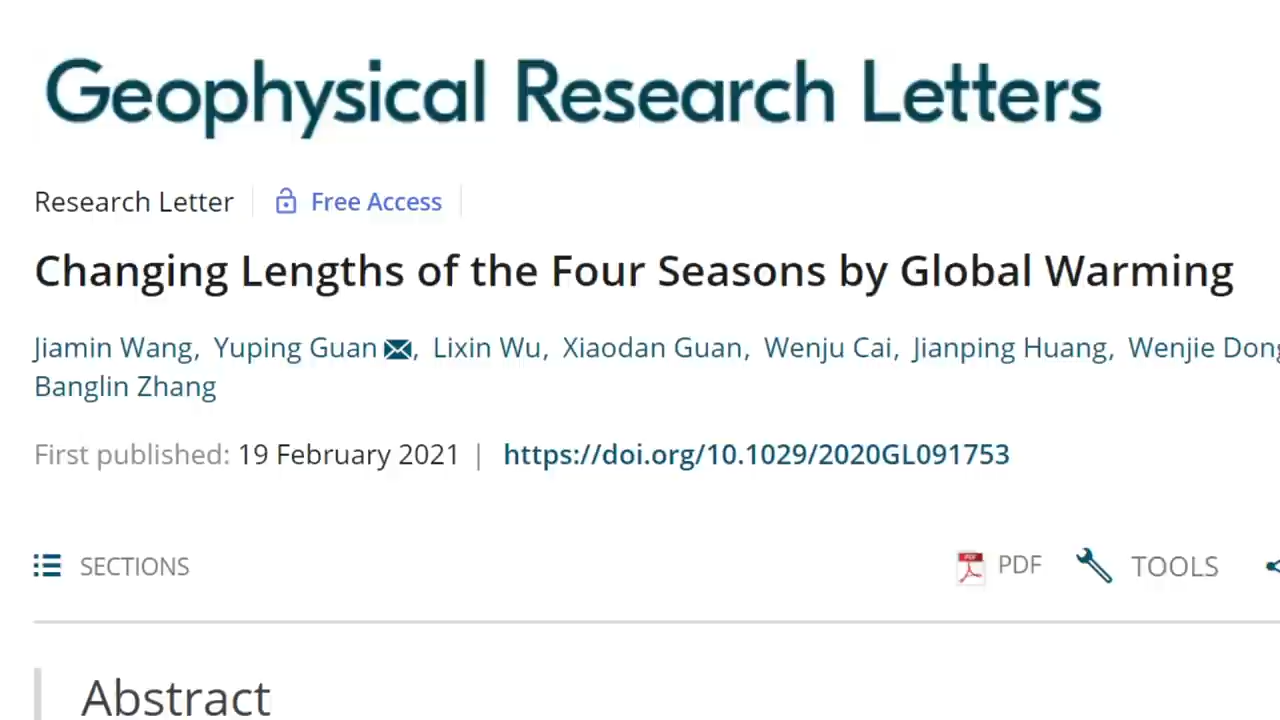 Geophysical Research Letters
Research Letter Free Access
Changing Lengths of the Four Seasons by Global Warming
Jiamin Wang, Yuping Guan, Lixin Wu, Xiaodan Guan, Wenju Cai, Jianping Huang, Wenjie Dong
Banglin Zhang
First published: 19 February 2021 | https://doi.org/10.1029/2020GL091753
SECTIONS PDF TOOLS
Abstract